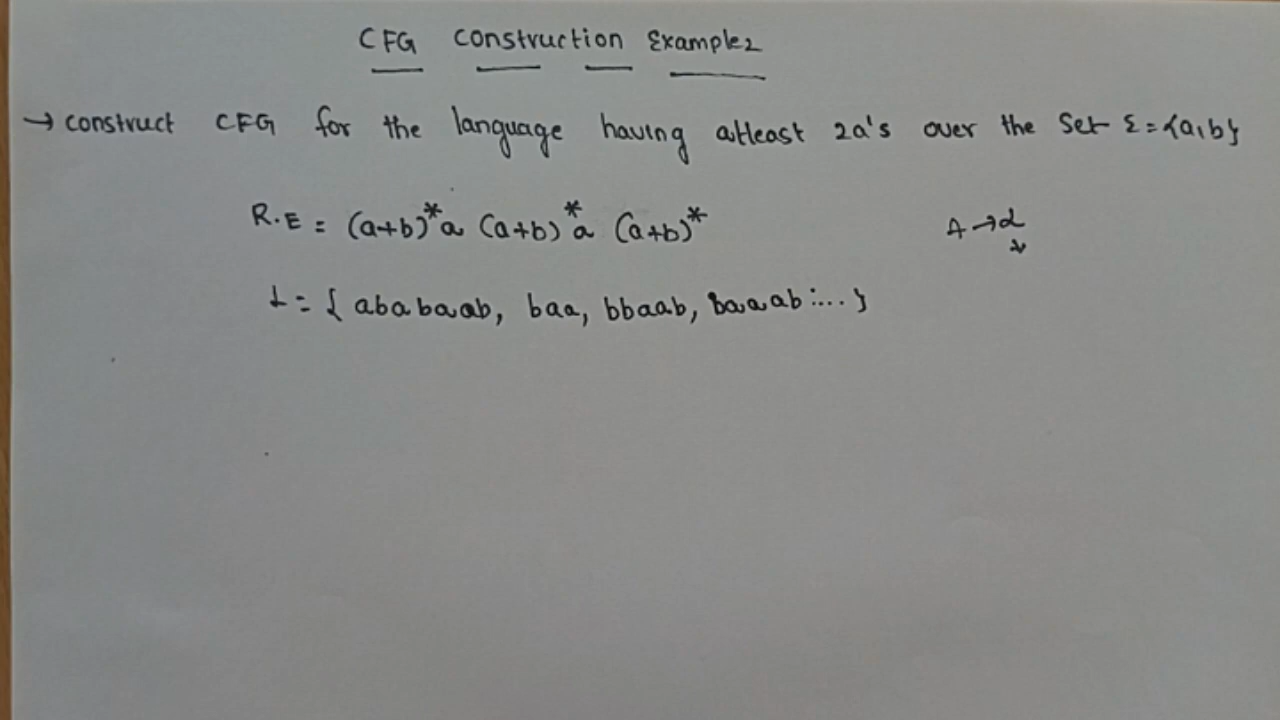 CFG construction Example2
→ construct CFG for the language having atleast 2a's over the set Σ={a,b}
R.E = (a+b)*a (a+b)*a (a+b)*
A→α
L= { ababaab, baa, bbaab, baaab .... }